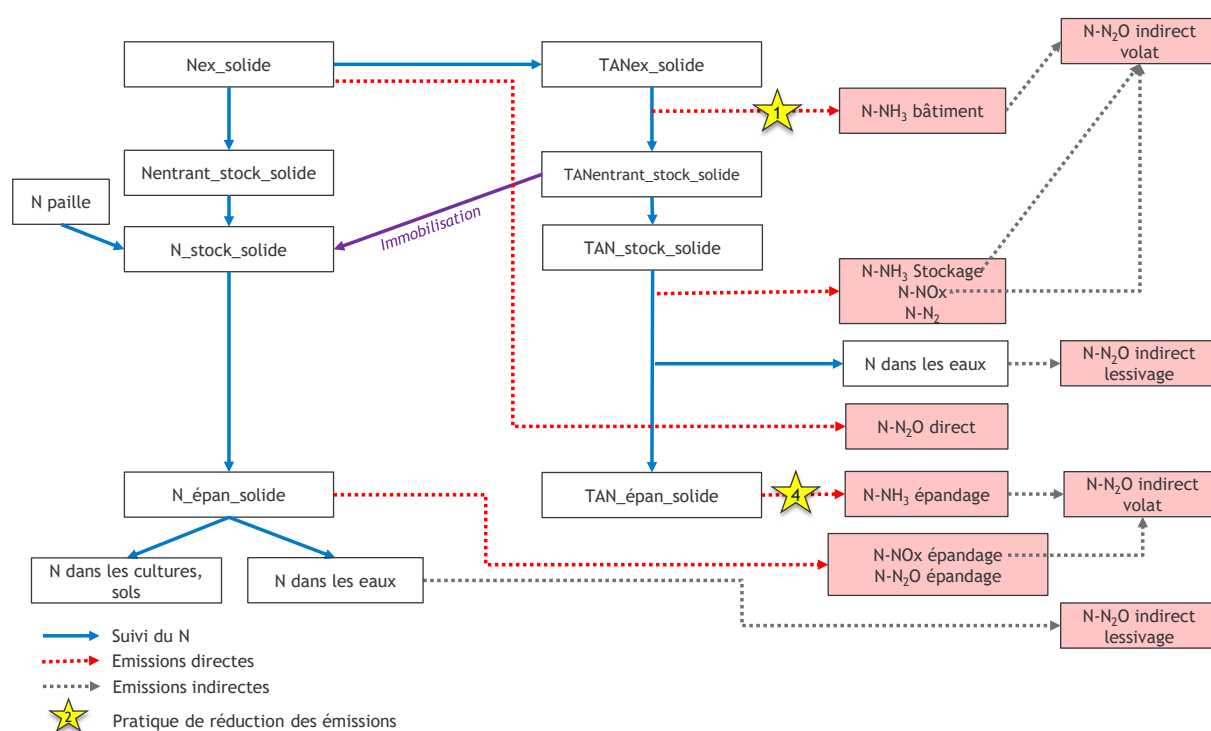 N-N₂O indirect
volat
Nex_solide
TANex_solide
1
N-NH₃ bâtiment
Nentrant_stock_solide
TANentrant_stock_solide
N paille
Immobilisation
N_stock_solide
TAN_stock_solide
N-NH₃ Stockage
N-NOx
N-N₂
N dans les eaux
N-N₂O indirect
lessivage
N-N₂O direct
N_épan_solide
TAN_épan_solide
4
N-NH₃ épandage
N-N₂O indirect
volat
N dans les cultures,
sols
N dans les eaux
N-NOx épandage
N-N₂O épandage
N-N₂O indirect
lessivage
Suivi du N
Emissions directes
Emissions indirectes
2
Pratique de réduction des émissions